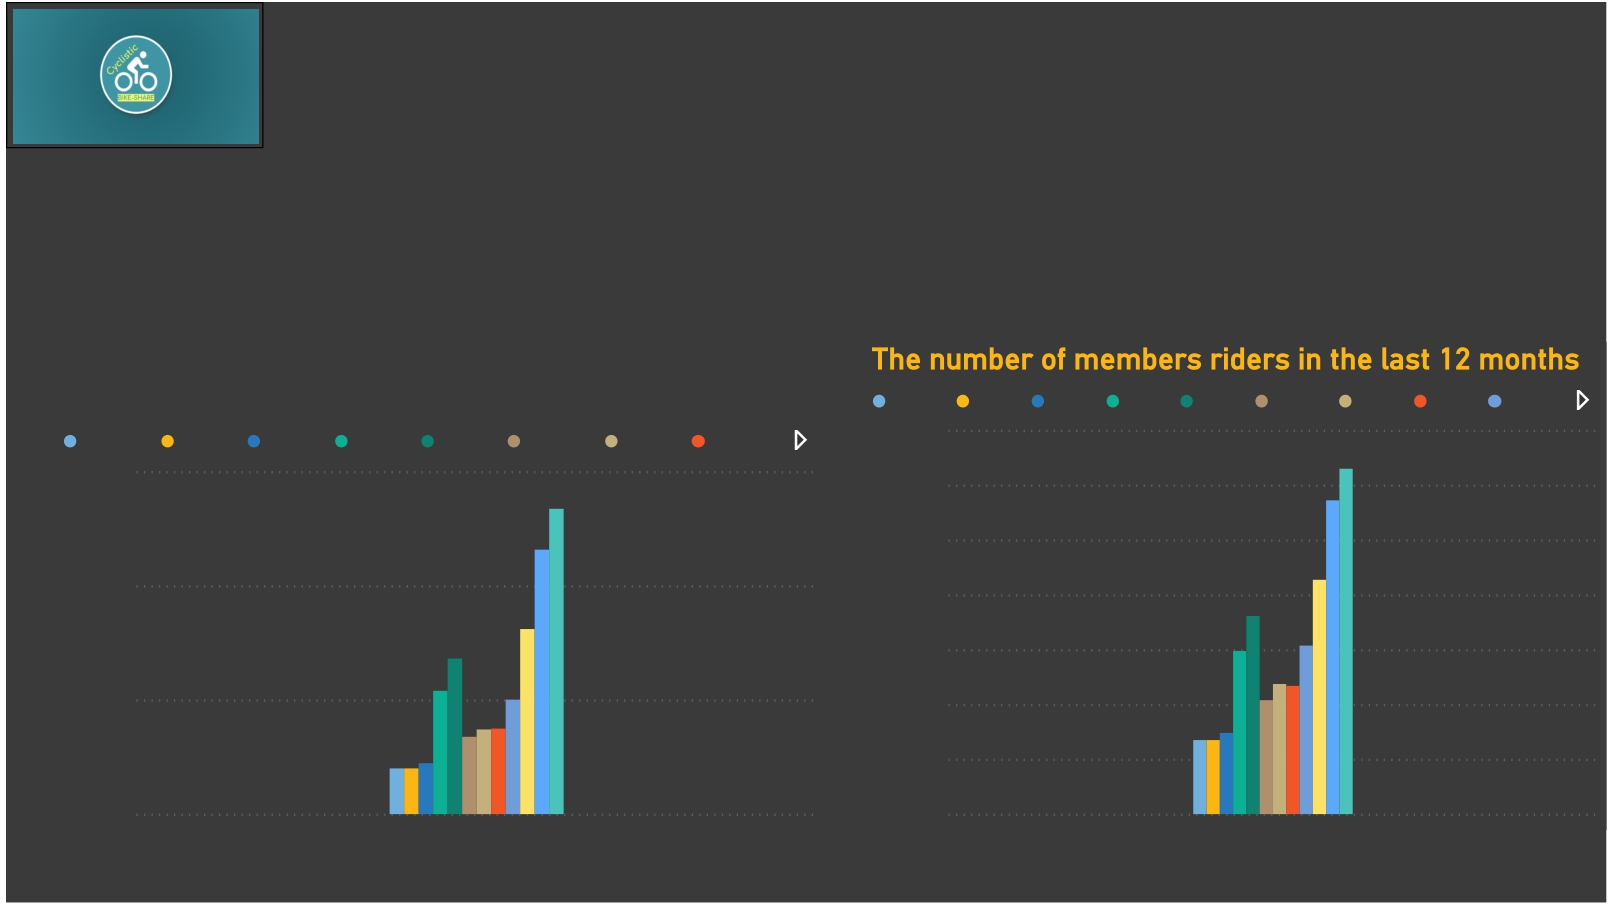 Cyclistic
BIKE-SHARE
The number of members riders in the last 12 months